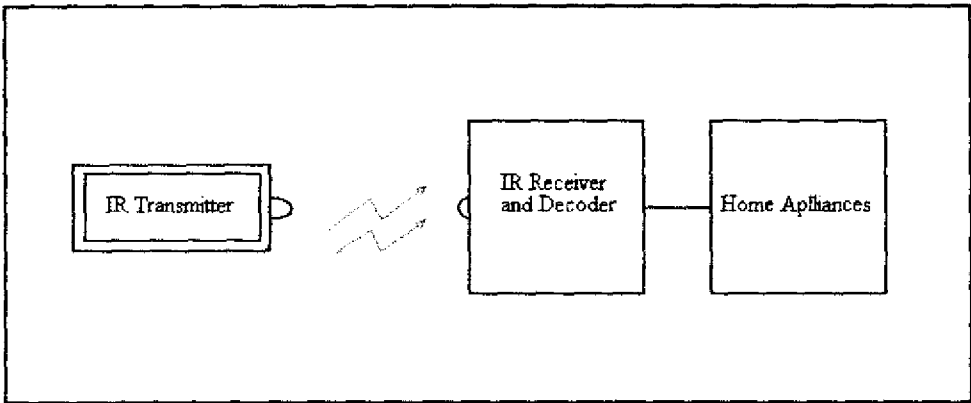 IR Transmitter
IR Receiver
and Decoder
Home Apliances